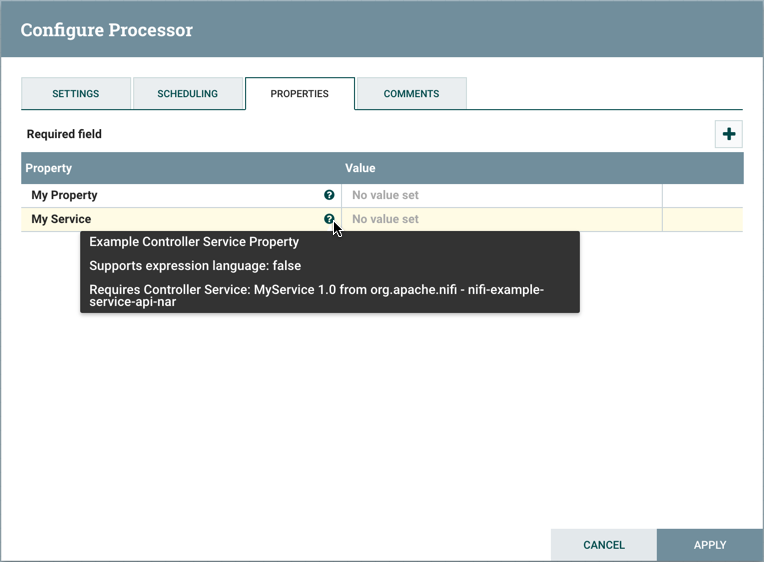 Configure Processor
SETTINGS
SCHEDULING
PROPERTIES
COMMENTS
Required field
Property
Value
My Property
No value set
My Service
No value set
Example Controller Service Property
Supports expression language: false
Requires Controller Service: MyService 1.0 from org.apache.nifi - nifi-example-
service-api-nar
CANCEL
APPLY